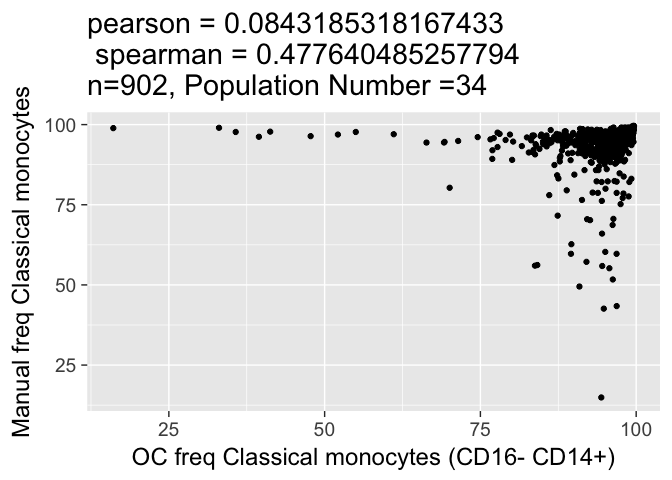 pearson = 0.0843185318167433
spearman = 0.477640485257794
n=902, Population Number =34
Manual freq Classical monocytes
100
75
50
25
25
50
75
100
OC freq Classical monocytes (CD16- CD14+)